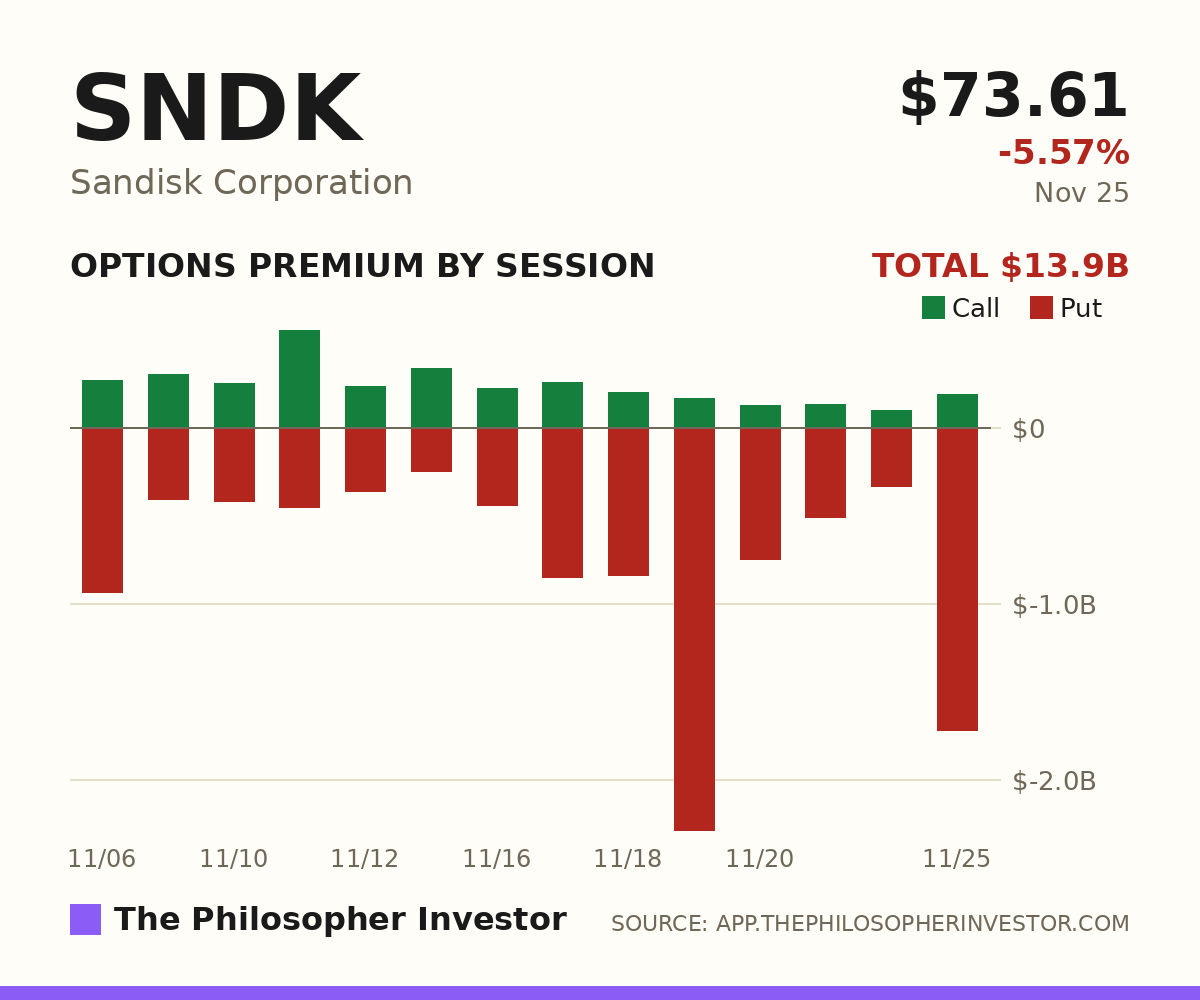 SNDK
$73.61
Sandisk Corporation
-5.57%
Nov 25
OPTIONS PREMIUM BY SESSION
TOTAL $13.9B
Call
Put
$0
$-1.0B
$-2.0B
11/06 11/10 11/12 11/16 11/18 11/20 11/25
The Philosopher Investor
SOURCE: APP.THEPHILOSOPHERINVESTOR.COM